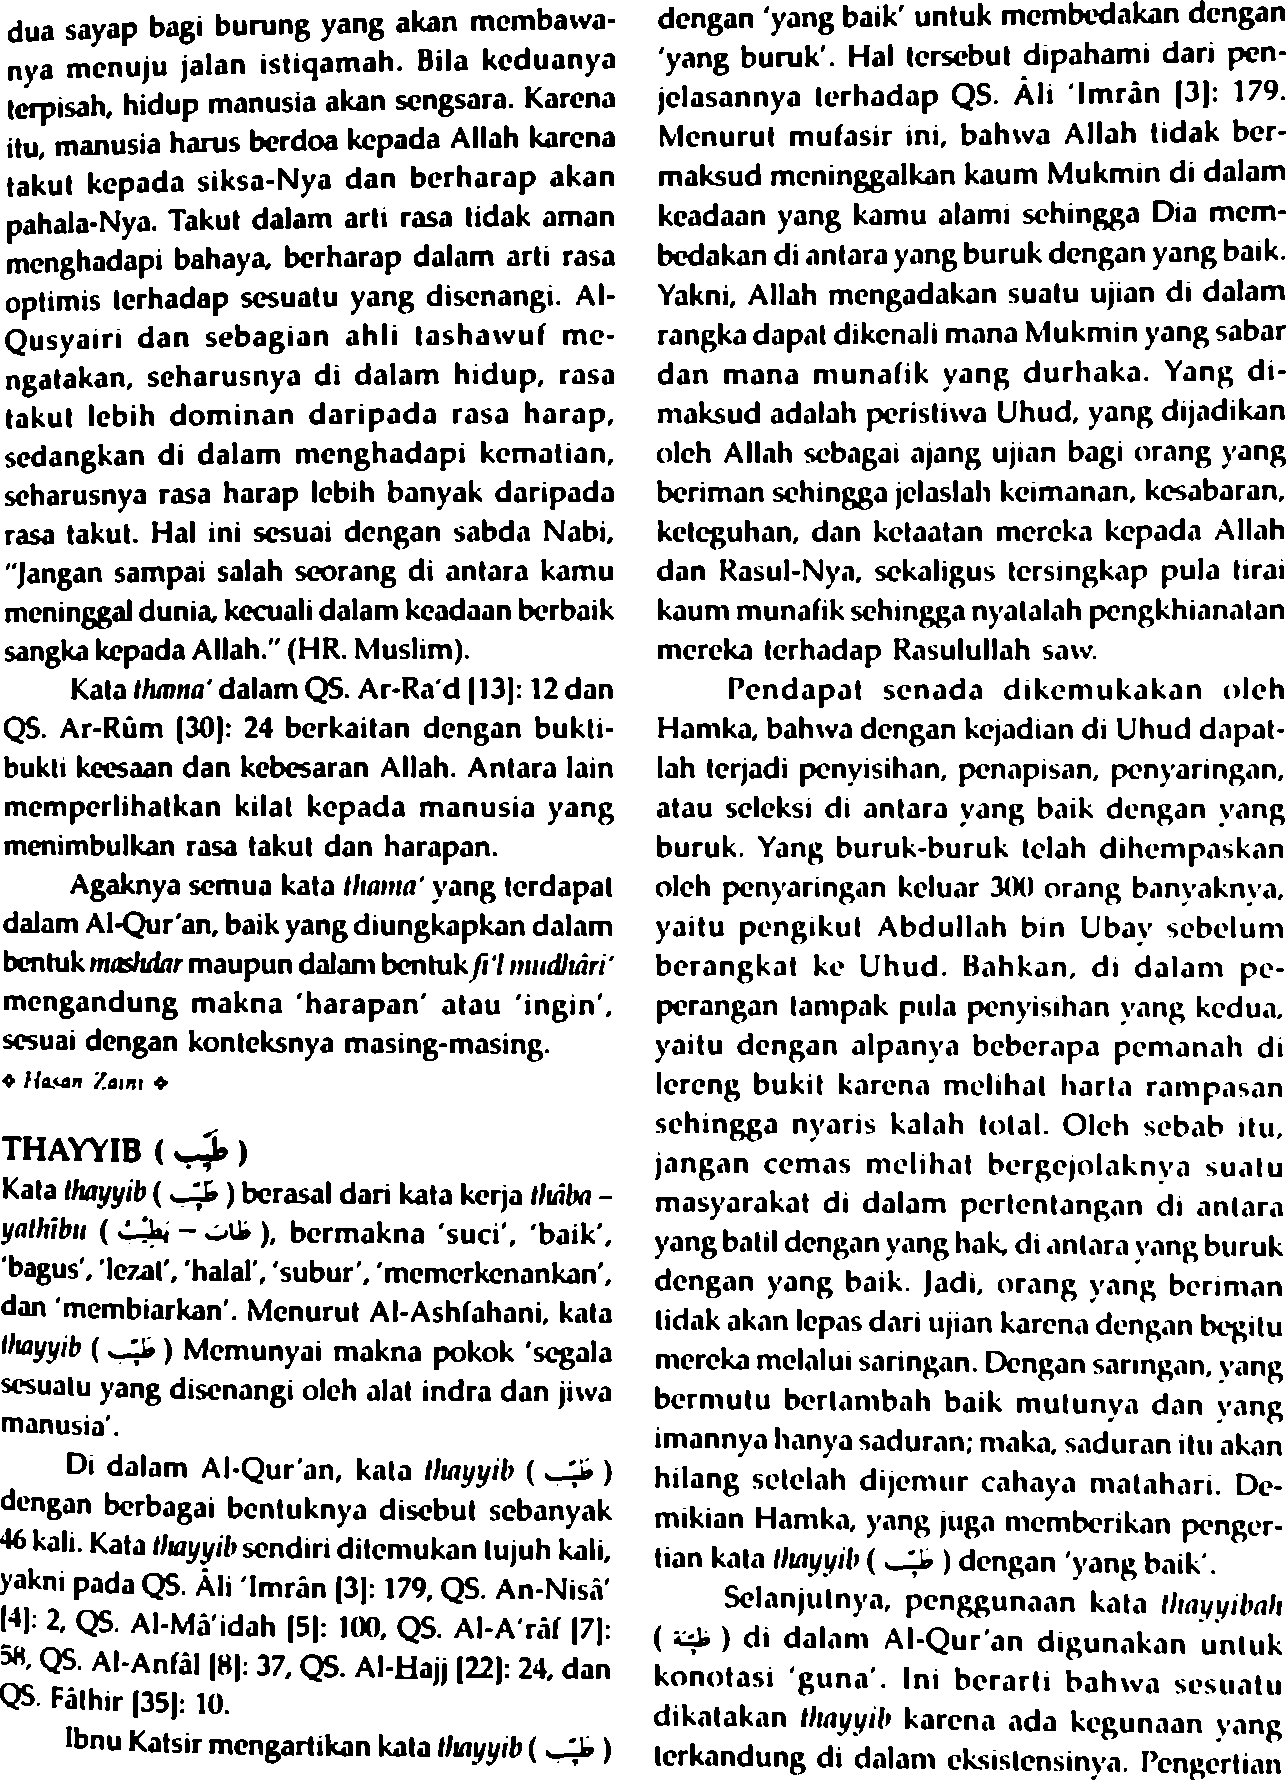 dua sayap bagi burung yang akan membawa-
nya menuju jalan istiqamah. Bila keduanya
terpisah, hidup manusia akan sengsara. Karena
itu, manusia harus berdoa kepada Allah karena
takut kepada siksa-Nya dan berharap akan
pahala-Nya. Takut dalam arti rasa tidak aman
menghadapi bahaya, berharap dalam arti rasa
optimis terhadap sesuatu yang disenangi. Al-
Qusyairi dan sebagian ahli tashawuf me-
ngatakan, seharusnya di dalam hidup, rasa
takut lebih dominan daripada rasa harap,
sedangkan di dalam menghadapi kematian,
seharusnya rasa harap lebih banyak daripada
rasa takut. Hal ini sesuai dengan sabda Nabi,
"Jangan sampai salah seorang di antara kamu
meninggal dunia, kecuali dalam keadaan berbaik
sangka kepada Allah." (HR. Muslim).
Kata thama' dalam QS. Ar-Ra'd [13]: 12 dan
QS. Ar-Rûm [30]: 24 berkaitan dengan bukti-
bukti keesaan dan kebesaran Allah. Antara lain
memperlihatkan kilat kepada manusia yang
menimbulkan rasa takut dan harapan.
Agaknya semua kata thama' yang terdapat
dalam Al-Qur'an, baik yang diungkapkan dalam
bentuk mashdar maupun dalam bentuk fi'l mudhâri'
mengandung makna 'harapan' atau 'ingin',
sesuai dengan konteksnya masing-masing.
❖ Hasan Zaini ❖
THAYYIB ( طَيِّب )
Kata thayyib ( طَيِّب ) berasal dari kata kerja thâba –
yathîbu ( طَابَ – يَطِيْبُ ), bermakna 'suci', 'baik',
'bagus', 'lezat', 'halal', 'subur', 'memerkenankan',
dan 'membiarkan'. Menurut Al-Ashfahani, kata
thayyib ( طَيِّب ) Memunyai makna pokok 'segala
sesuatu yang disenangi oleh alat indra dan jiwa
manusia'.
Di dalam Al-Qur'an, kata thayyib ( طَيِّب )
dengan berbagai bentuknya disebut sebanyak
46 kali. Kata thayyib sendiri ditemukan tujuh kali,
yakni pada QS. Âli 'Imrân [3]: 179, QS. An-Nisâ'
[4]: 2, QS. Al-Mâ'idah [5]: 100, QS. Al-A'râf [7]:
58, QS. Al-Anfâl [8]: 37, QS. Al-Hajj [22]: 24, dan
QS. Fâthir [35]: 10.
Ibnu Katsir mengartikan kata thayyib ( طَيِّب )
dengan 'yang baik' untuk membedakan dengan
'yang buruk'. Hal tersebut dipahami dari pen-
jelasannya terhadap QS. Âli 'Imrân [3]: 179.
Menurut mufasir ini, bahwa Allah tidak ber-
maksud meninggalkan kaum Mukmin di dalam
keadaan yang kamu alami sehingga Dia mem-
bedakan di antara yang buruk dengan yang baik.
Yakni, Allah mengadakan suatu ujian di dalam
rangka dapat dikenali mana Mukmin yang sabar
dan mana munafik yang durhaka. Yang di-
maksud adalah peristiwa Uhud, yang dijadikan
oleh Allah sebagai ajang ujian bagi orang yang
beriman sehingga jelaslah keimanan, kesabaran,
keteguhan, dan ketaatan mereka kepada Allah
dan Rasul-Nya, sekaligus tersingkap pula tirai
kaum munafik sehingga nyatalah pengkhianatan
mereka terhadap Rasulullah saw.
Pendapat senada dikemukakan oleh
Hamka, bahwa dengan kejadian di Uhud dapat-
lah terjadi penyisihan, penapisan, penyaringan,
atau seleksi di antara yang baik dengan yang
buruk. Yang buruk-buruk telah dihempaskan
oleh penyaringan keluar 300 orang banyaknya,
yaitu pengikut Abdullah bin Ubay sebelum
berangkat ke Uhud. Bahkan, di dalam pe-
perangan tampak pula penyisihan yang kedua,
yaitu dengan alpanya beberapa pemanah di
lereng bukit karena melihat harta rampasan
sehingga nyaris kalah total. Oleh sebab itu,
jangan cemas melihat bergejolaknya suatu
masyarakat di dalam pertentangan di antara
yang batil dengan yang hak, di antara yang buruk
dengan yang baik. Jadi, orang yang beriman
tidak akan lepas dari ujian karena dengan begitu
mereka melalui saringan. Dengan saringan, yang
bermutu bertambah baik mutunya dan yang
imannya hanya saduran; maka, saduran itu akan
hilang setelah dijemur cahaya matahari. De-
mikian Hamka, yang juga memberikan penger-
tian kata thayyib ( طَيِّب ) dengan 'yang baik'.
Selanjutnya, penggunaan kata thayyibah
( طَيِّبَة ) di dalam Al-Qur'an digunakan untuk
konotasi 'guna'. Ini berarti bahwa sesuatu
dikatakan thayyib karena ada kegunaan yang
terkandung di dalam eksistensinya. Pengertian